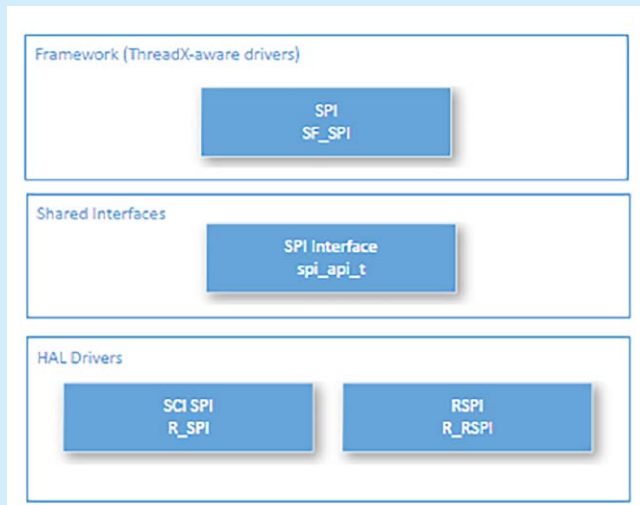 Framework (ThreadX-aware drivers)
SPI
SF_SPI
Shared Interfaces
SPI Interface
spi_api_t
HAL Drivers
SCI SPI
R_SPI
RSPI
R_RSPI